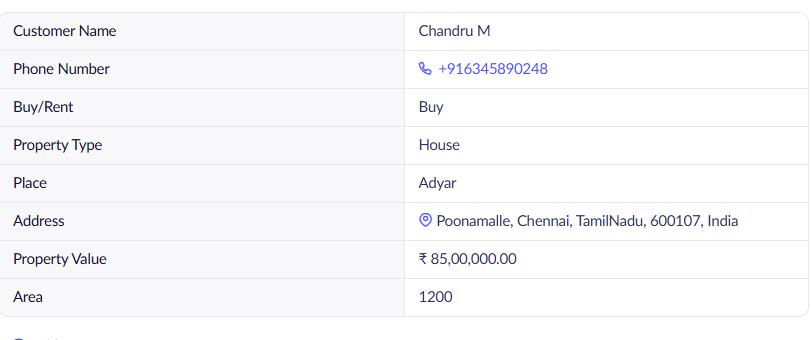 Customer Name Chandru M
Phone Number +916345890248
Buy/Rent Buy
Property Type House
Place Adyar
Address Poonamalle, Chennai, TamilNadu, 600107, India
Property Value ₹ 85,00,000.00
Area 1200